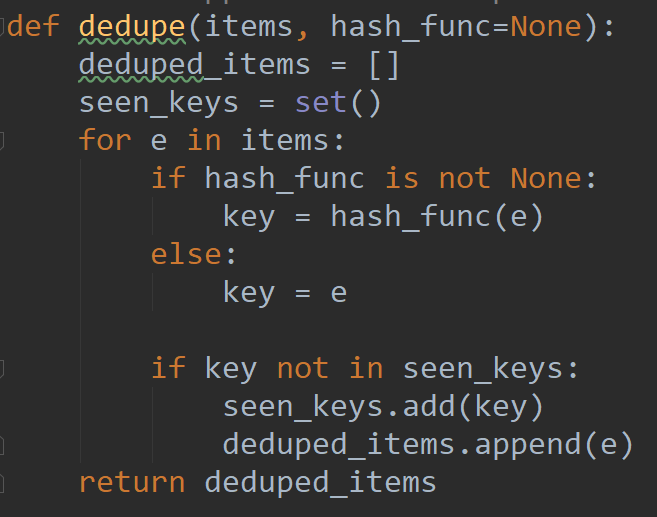 def dedupe(items, hash_func=None):
    deduped_items = []
    seen_keys = set()
    for e in items:
        if hash_func is not None:
            key = hash_func(e)
        else:
            key = e

        if key not in seen_keys:
            seen_keys.add(key)
            deduped_items.append(e)
    return deduped_items